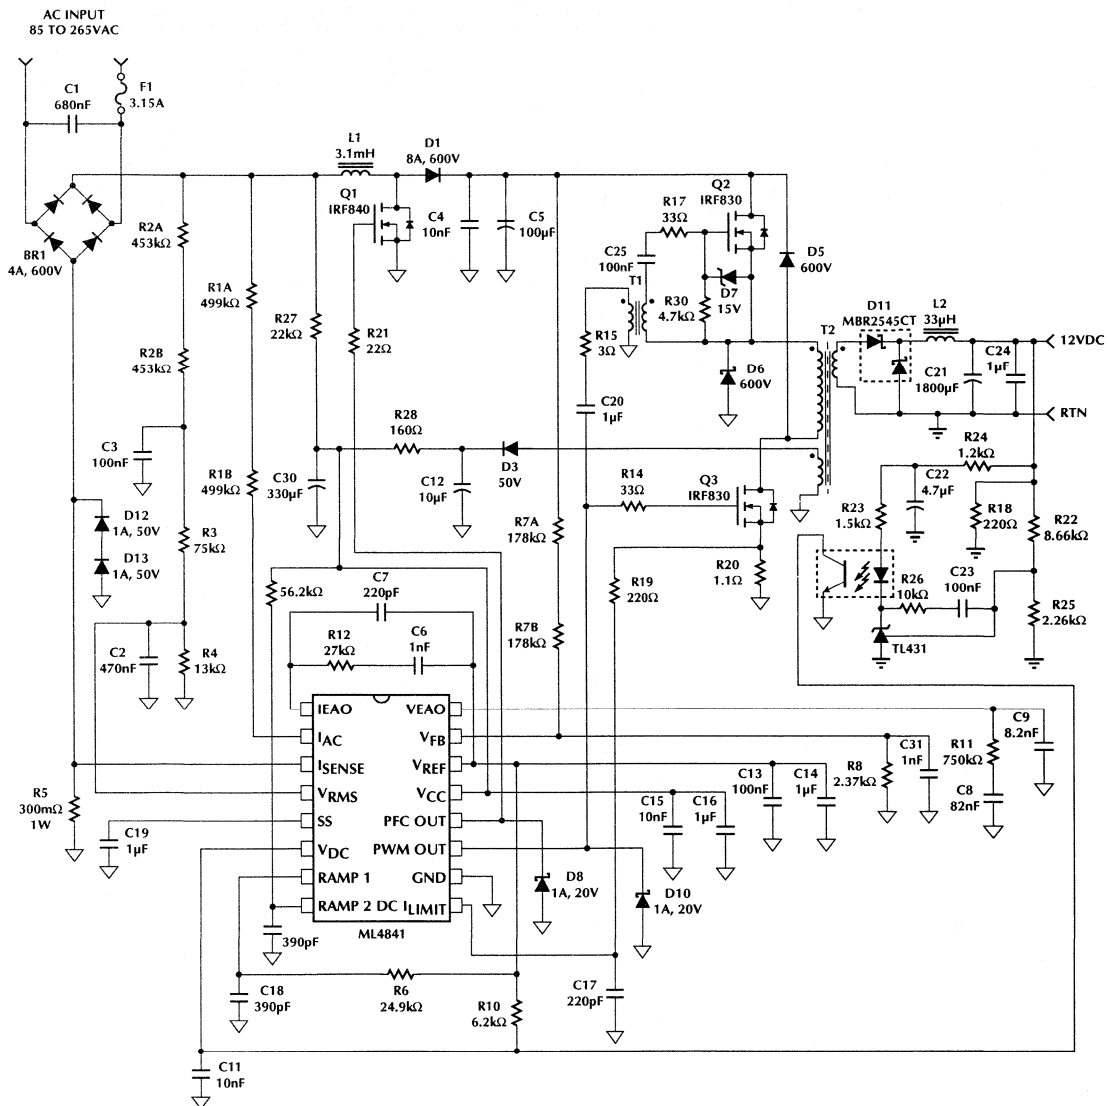 AC INPUT
85 TO 265VAC
C1
680nF
F1
3.15A
BR1
4A, 600V
R2A
453kΩ
R2B
453kΩ
R1A
499kΩ
R1B
499kΩ
R27
22kΩ
L1
3.1mH
D1
8A, 600V
Q1
IRF840
C4
10nF
C5
100µF
R21
22Ω
R17
33Ω
Q2
IRF830
C25
100nF
T1
R15
3Ω
R30
4.7kΩ
D7
15V
D5
600V
D6
600V
C20
1µF
T2
D11
MBR2545CT
L2
33µH
C21
1800µF
C24
1µF
12VDC
RTN
C3
100nF
D12
1A, 50V
D13
1A, 50V
R3
75kΩ
C2
470nF
R4
13kΩ
R28
160Ω
C30
330µF
C12
10µF
D3
50V
R14
33Ω
Q3
IRF830
R7A
178kΩ
R7B
178kΩ
R19
220Ω
R20
1.1Ω
R24
1.2kΩ
C22
4.7µF
R23
1.5kΩ
R18
220Ω
R22
8.66kΩ
R26
10kΩ
C23
100nF
R25
2.26kΩ
TL431
56.2kΩ
C7
220pF
R12
27kΩ
C6
1nF
IEAO
VEAO
IAC
VFB
ISENSE
VREF
VRMS
VCC
SS
PFC OUT
VDC
PWM OUT
RAMP 1
GND
RAMP 2
DC ILIMIT
ML4841
R5
300mΩ
1W
C19
1µF
C15
10nF
C16
1µF
C13
100nF
C14
1µF
R8
2.37kΩ
C31
1nF
R11
750kΩ
C9
8.2nF
C8
82nF
D8
1A, 20V
D10
1A, 20V
390pF
C18
390pF
R6
24.9kΩ
R10
6.2kΩ
C17
220pF
C11
10nF